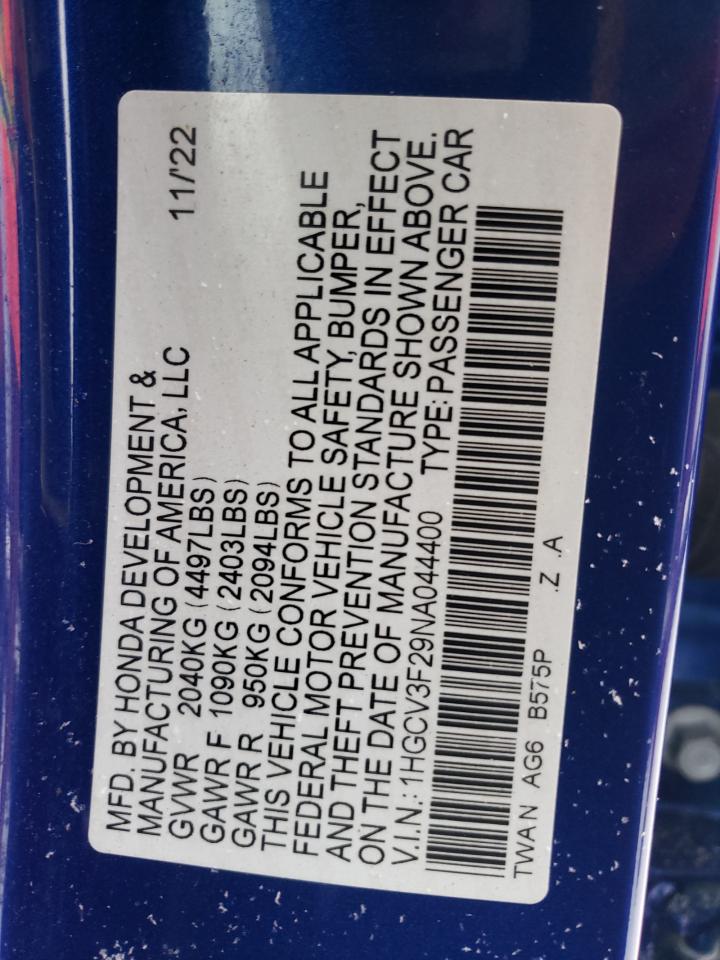 MFD. BY HONDA DEVELOPMENT &
MANUFACTURING OF AMERICA, LLC
GVWR 2040KG (4497LBS) 11/'22
GAWR F 1090KG (2403LBS)
GAWR R 950KG (2094LBS)
THIS VEHICLE CONFORMS TO ALL APPLICABLE
FEDERAL MOTOR VEHICLE SAFETY, BUMPER,
AND THEFT PREVENTION STANDARDS IN EFFECT
ON THE DATE OF MANUFACTURE SHOWN ABOVE.
V.I.N.: 1HGCV3F29NA044400 TYPE: PASSENGER CAR
TWA N AG6 B575P .Z .A